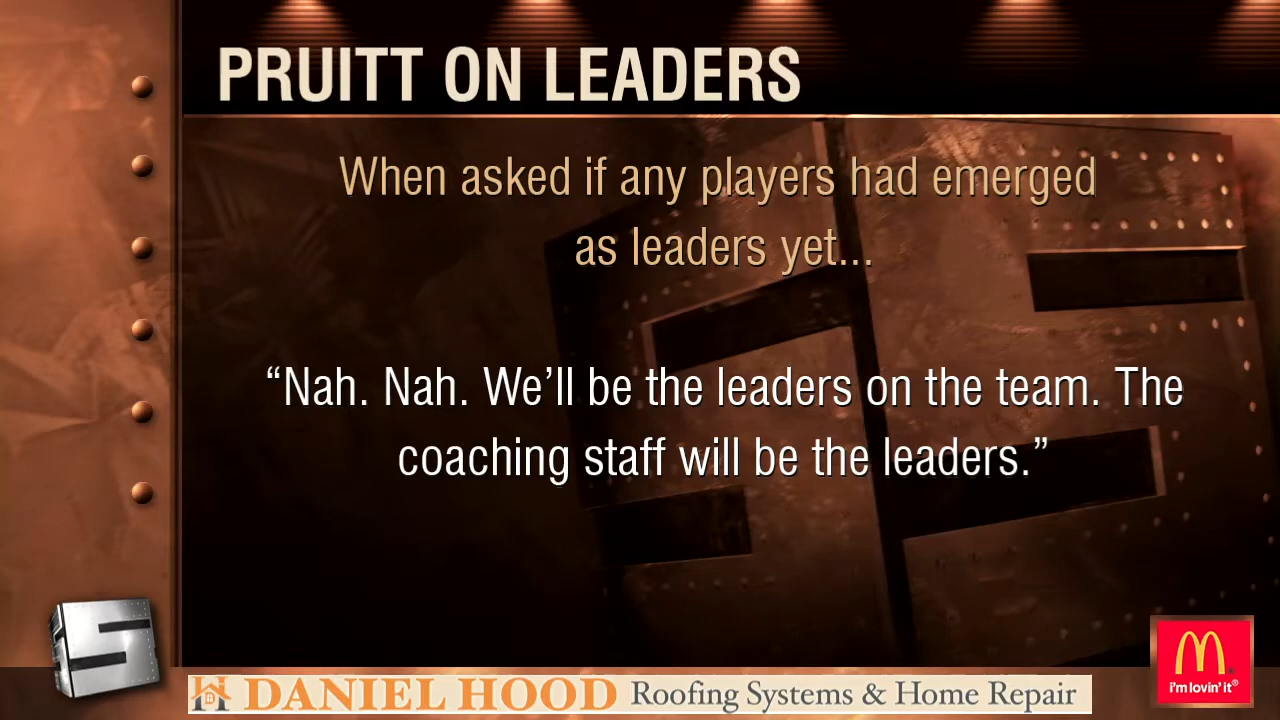 PRUITT ON LEADERS
When asked if any players had emerged
as leaders yet...
“Nah. Nah. We’ll be the leaders on the team. The
coaching staff will be the leaders.”
S
DANIEL HOOD Roofing Systems & Home Repair
M
i'm lovin' it®